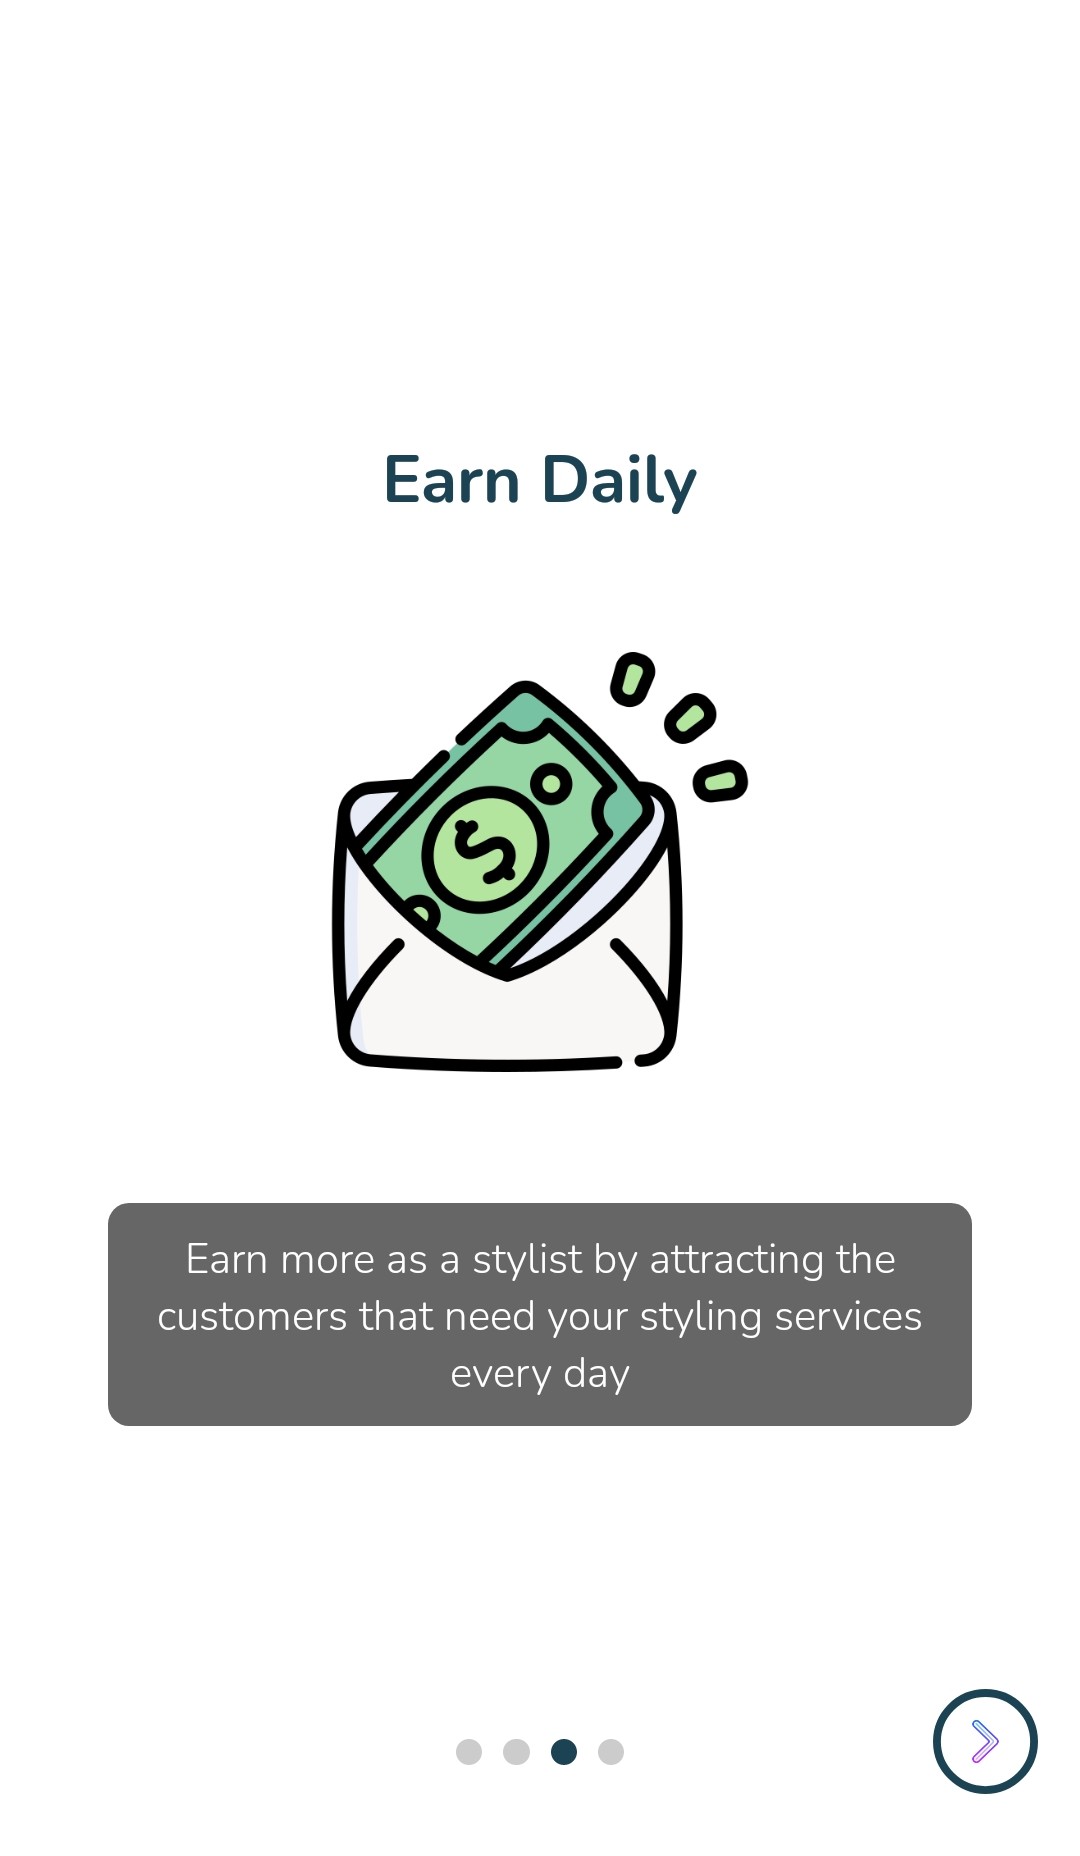 Earn Daily
$
Earn more as a stylist by attracting the
customers that need your styling services
every day